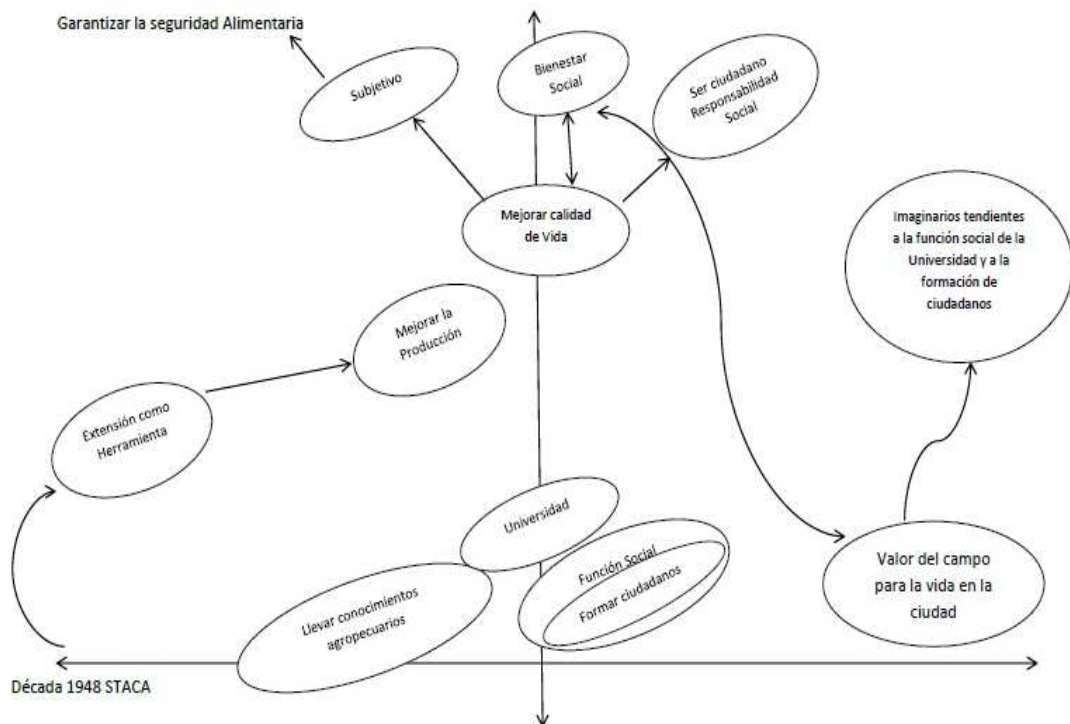 Garantizar la seguridad Alimentaria
Subjetivo
Bienestar
Social
Ser ciudadano
Responsabilidad
Social
Mejorar calidad
de Vida
Imaginarios tendientes
a la función social de la
Universidad y a la
formación de
ciudadanos
Mejorar la
Producción
Extensión como
Herramienta
Universidad
Función Social
Formar ciudadanos
Llevar conocimientos
agropecuarios
Valor del campo
para la vida en la
ciudad
Década 1948 STACA